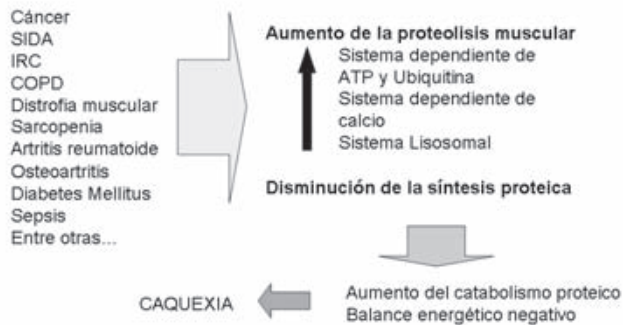 Cáncer
SIDA
IRC
COPD
Distrofia muscular
Sarcopenia
Artritis reumatoide
Osteoartritis
Diabetes Mellitus
Sepsis
Entre otras...
Aumento de la proteolisis muscular
Sistema dependiente de
ATP y Ubiquitina
Sistema dependiente de
calcio
Sistema Lisosomal
Disminución de la síntesis proteica
Aumento del catabolismo proteico
Balance energético negativo
CAQUEXIA